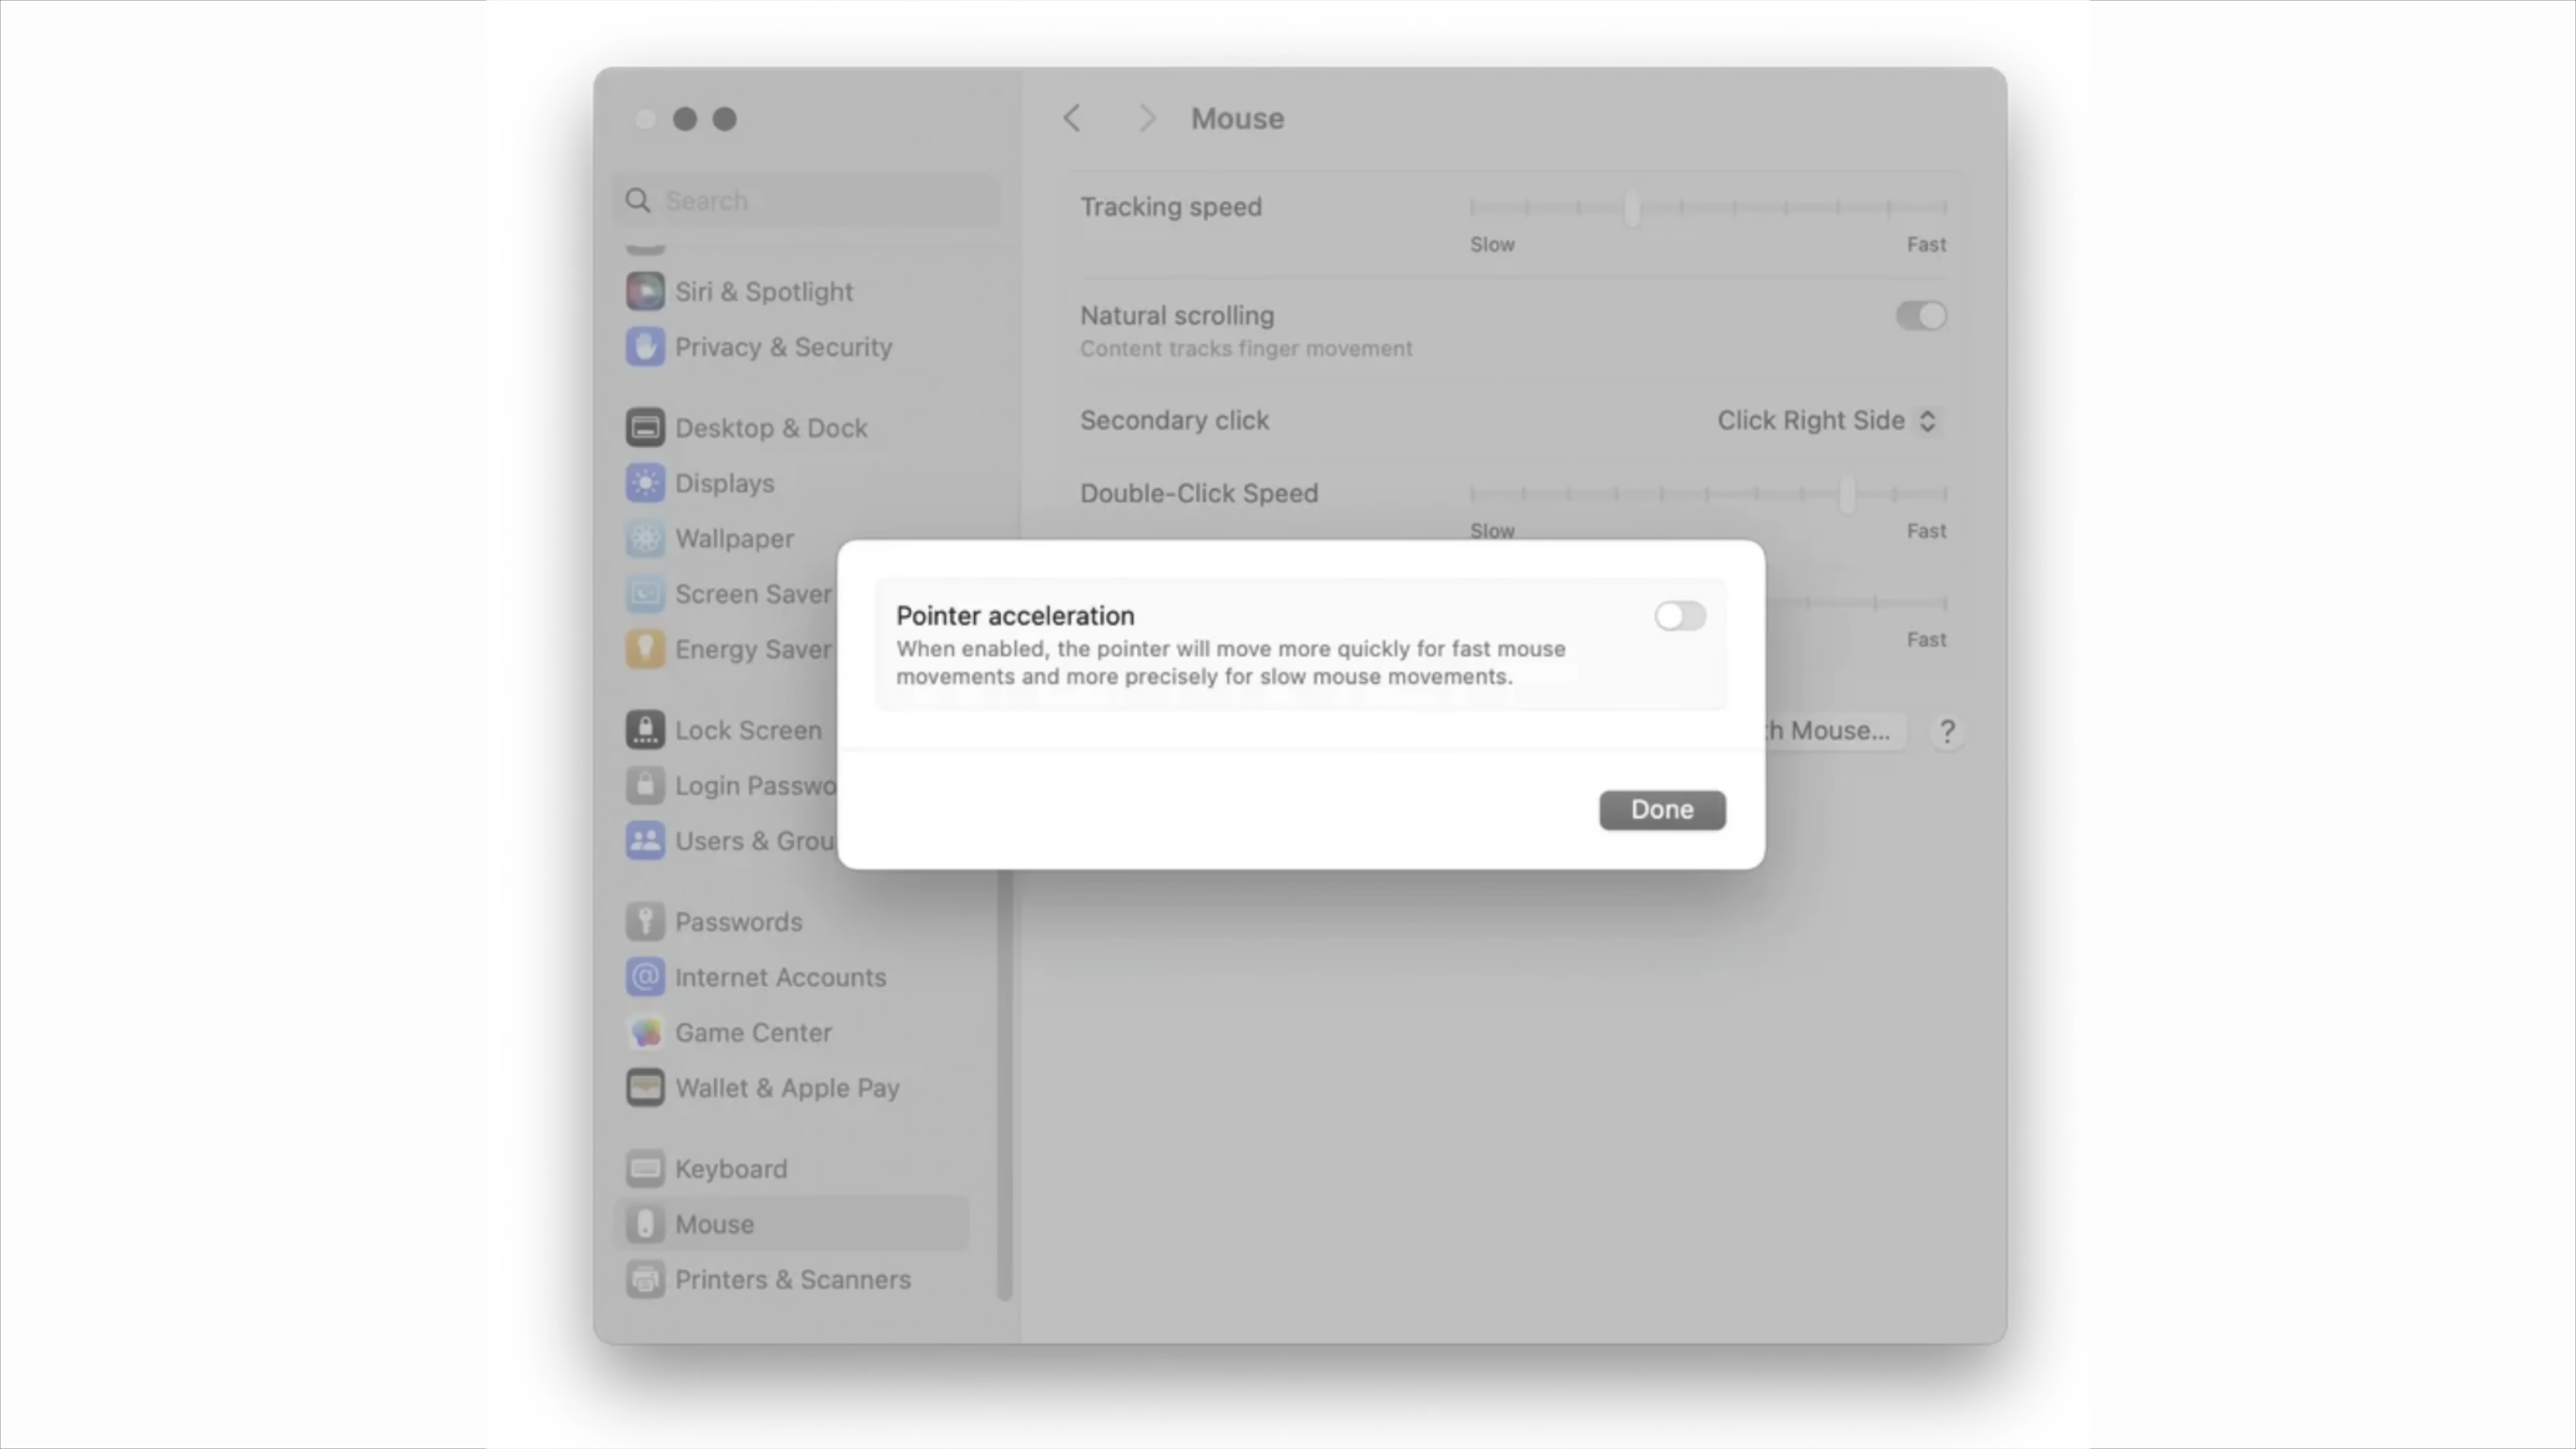 Mouse
Search
Siri & Spotlight
Privacy & Security
Desktop & Dock
Displays
Wallpaper
Screen Saver
Energy Saver
Lock Screen
Login Passwo
Users & Grou
Passwords
Internet Accounts
Game Center
Wallet & Apple Pay
Keyboard
Mouse
Printers & Scanners
Tracking speed
Slow Fast
Natural scrolling
Content tracks finger movement
Secondary click Click Right Side
Double-Click Speed
Slow Fast
Fast
h Mouse... ?
Pointer acceleration
When enabled, the pointer will move more quickly for fast mouse
movements and more precisely for slow mouse movements.
Done